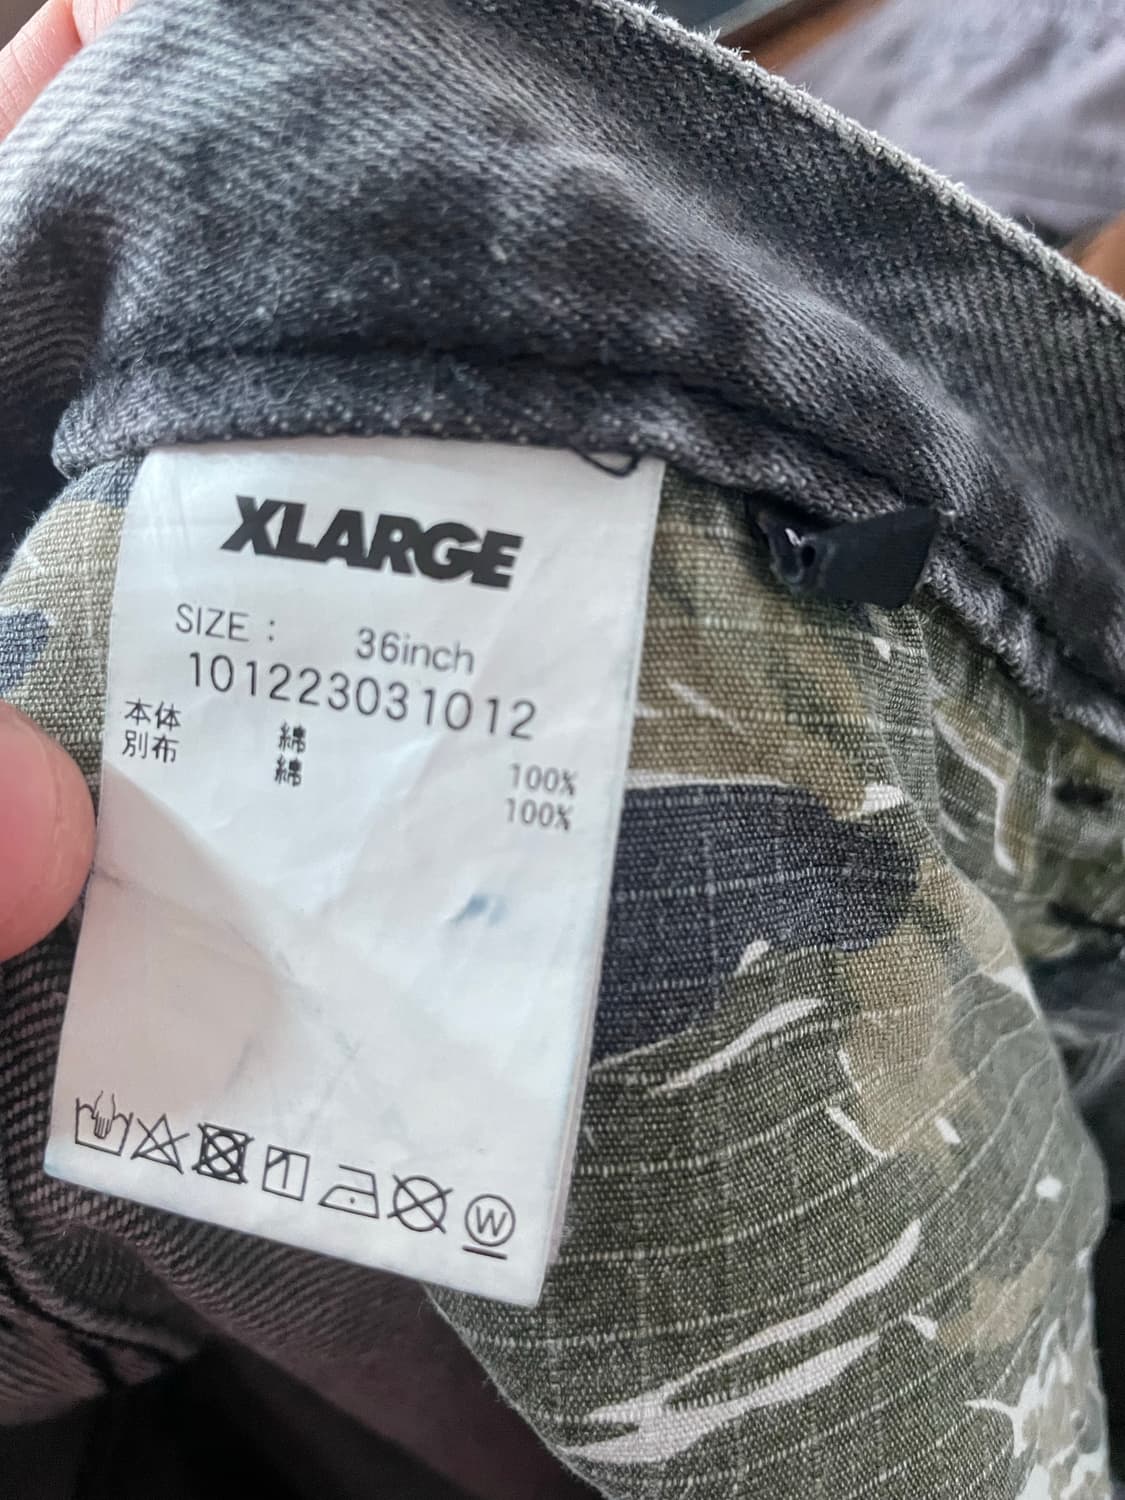 XLARGE
SIZE : 36inch
101223031012
本体 綿 100%
別布 綿 100%
W